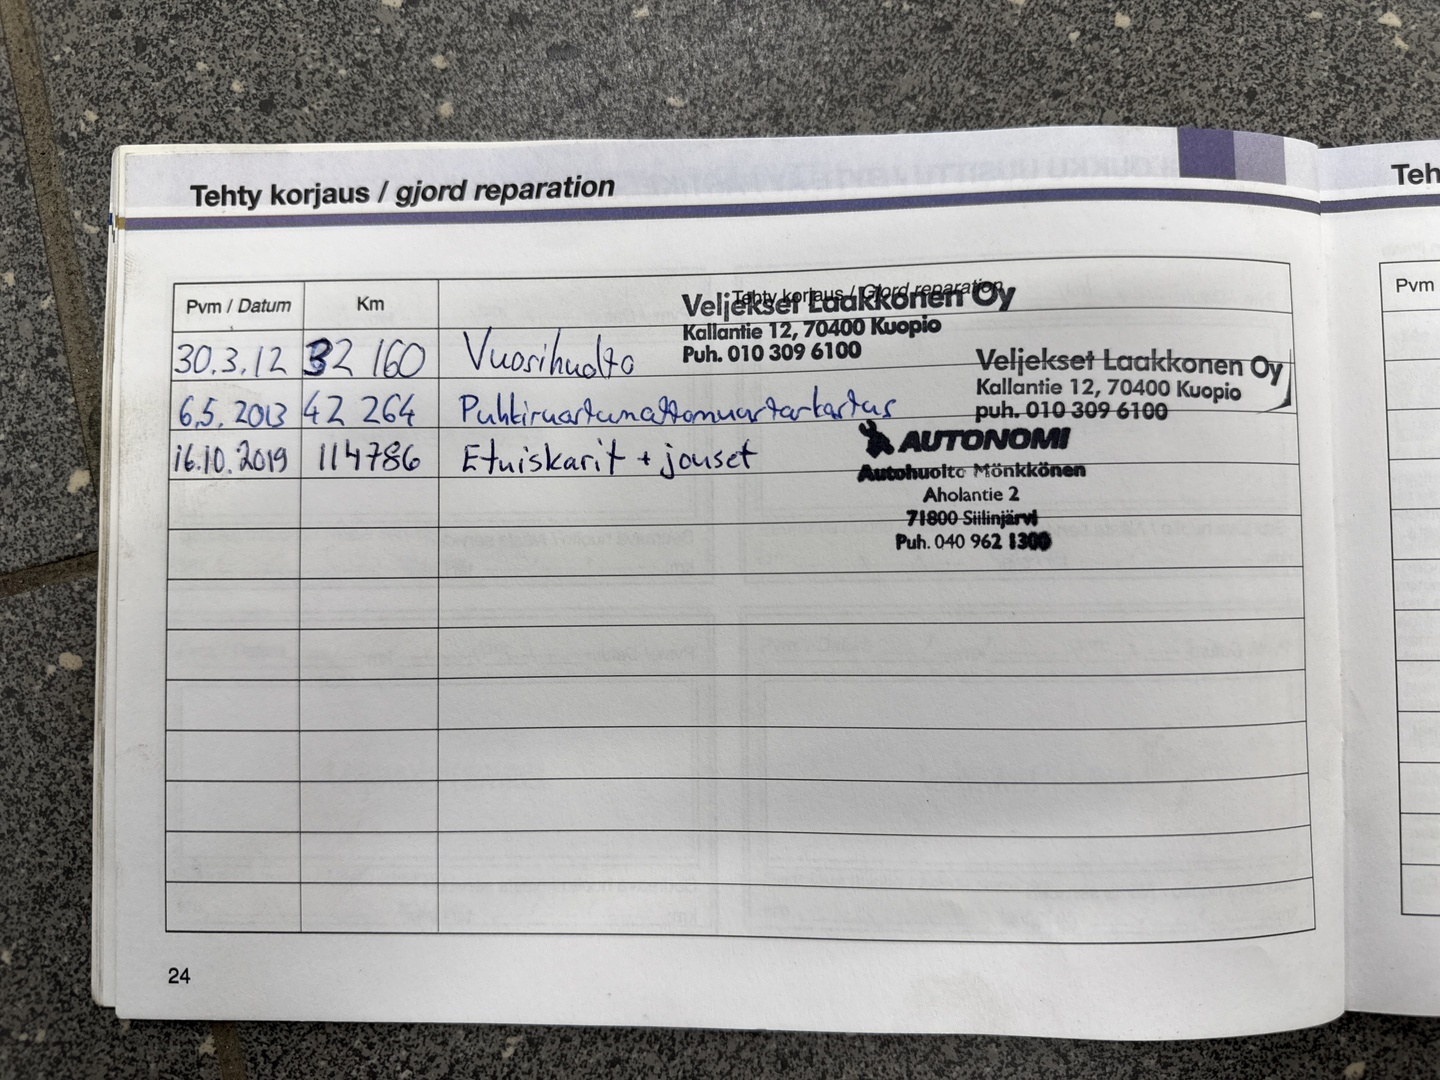 Tehty korjaus / gjord reparation
Pvm / Datum Km Tehty korjaus / Gjord reparation
Veljekset Laakkonen Oy
Kallantie 12, 70400 Kuopio
Puh. 010 309 6100
30.3.12 32 160 Vuosihuolto
Veljekset Laakkonen Oy
Kallantie 12, 70400 Kuopio
puh. 010 309 6100
6.5.2013 42 264 Puhkiruostumattomuustarkastus
AUTONOMI
Autohuolto Mönkkönen
Aholantie 2
71800 Siilinjärvi
Puh. 040 962 1300
16.10.2019 114786 Etuiskarit + jouset
24
Teh
Pvm